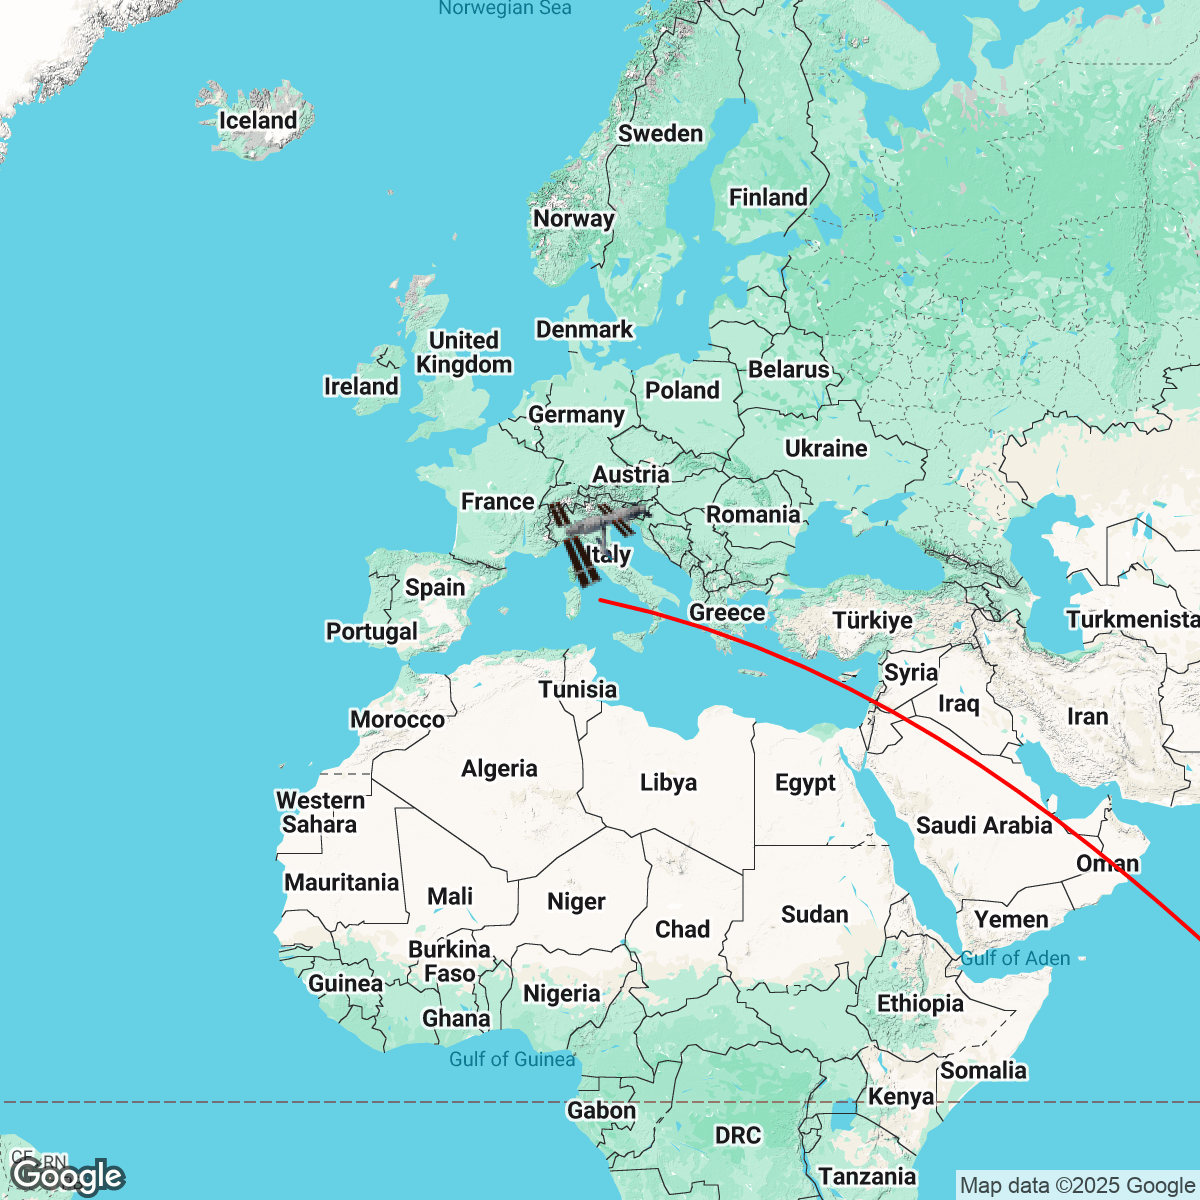 Norwegian Sea
Iceland
Sweden
Finland
Norway
Denmark
United
Kingdom
Ireland
Belarus
Poland
Germany
Ukraine
Austria
France
Romania
Italy
Spain
Greece
Türkiye
Turkmenista
Portugal
Syria
Tunisia
Iraq
Morocco
Iran
Algeria
Libya
Egypt
Western
Sahara
Saudi Arabia
Oman
Mauritania
Mali
Niger
Sudan
Yemen
Chad
Burkina
Faso
Gulf of Aden
Guinea
Nigeria
Ethiopia
Ghana
Gulf of Guinea
Somalia
Kenya
Gabon
DRC
CE
RN
Tanzania
Google
Map data ©2025 Google